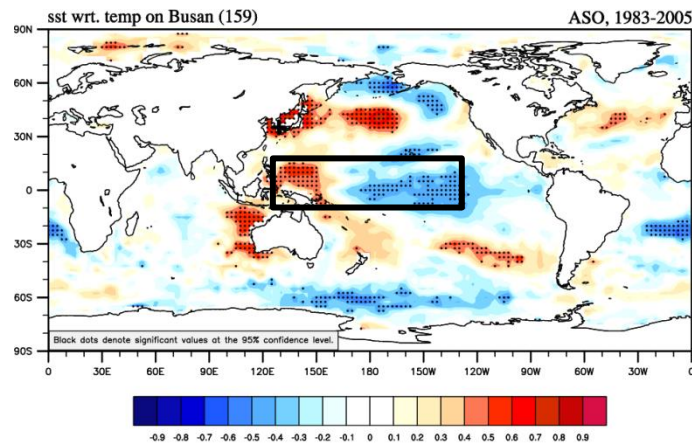 sst wrt. temp on Busan (159) ASO, 1983-2005
90N
60N
30N
0
30S
60S
90S
Black dots denote significant values at the 95% confidence level.
0 30E 60E 90E 120E 150E 180E 150W 120W 90W 60W 30W 0
-0.9 -0.8 -0.7 -0.6 -0.5 -0.4 -0.3 -0.2 -0.1 0 0.1 0.2 0.3 0.4 0.5 0.6 0.7 0.8 0.9